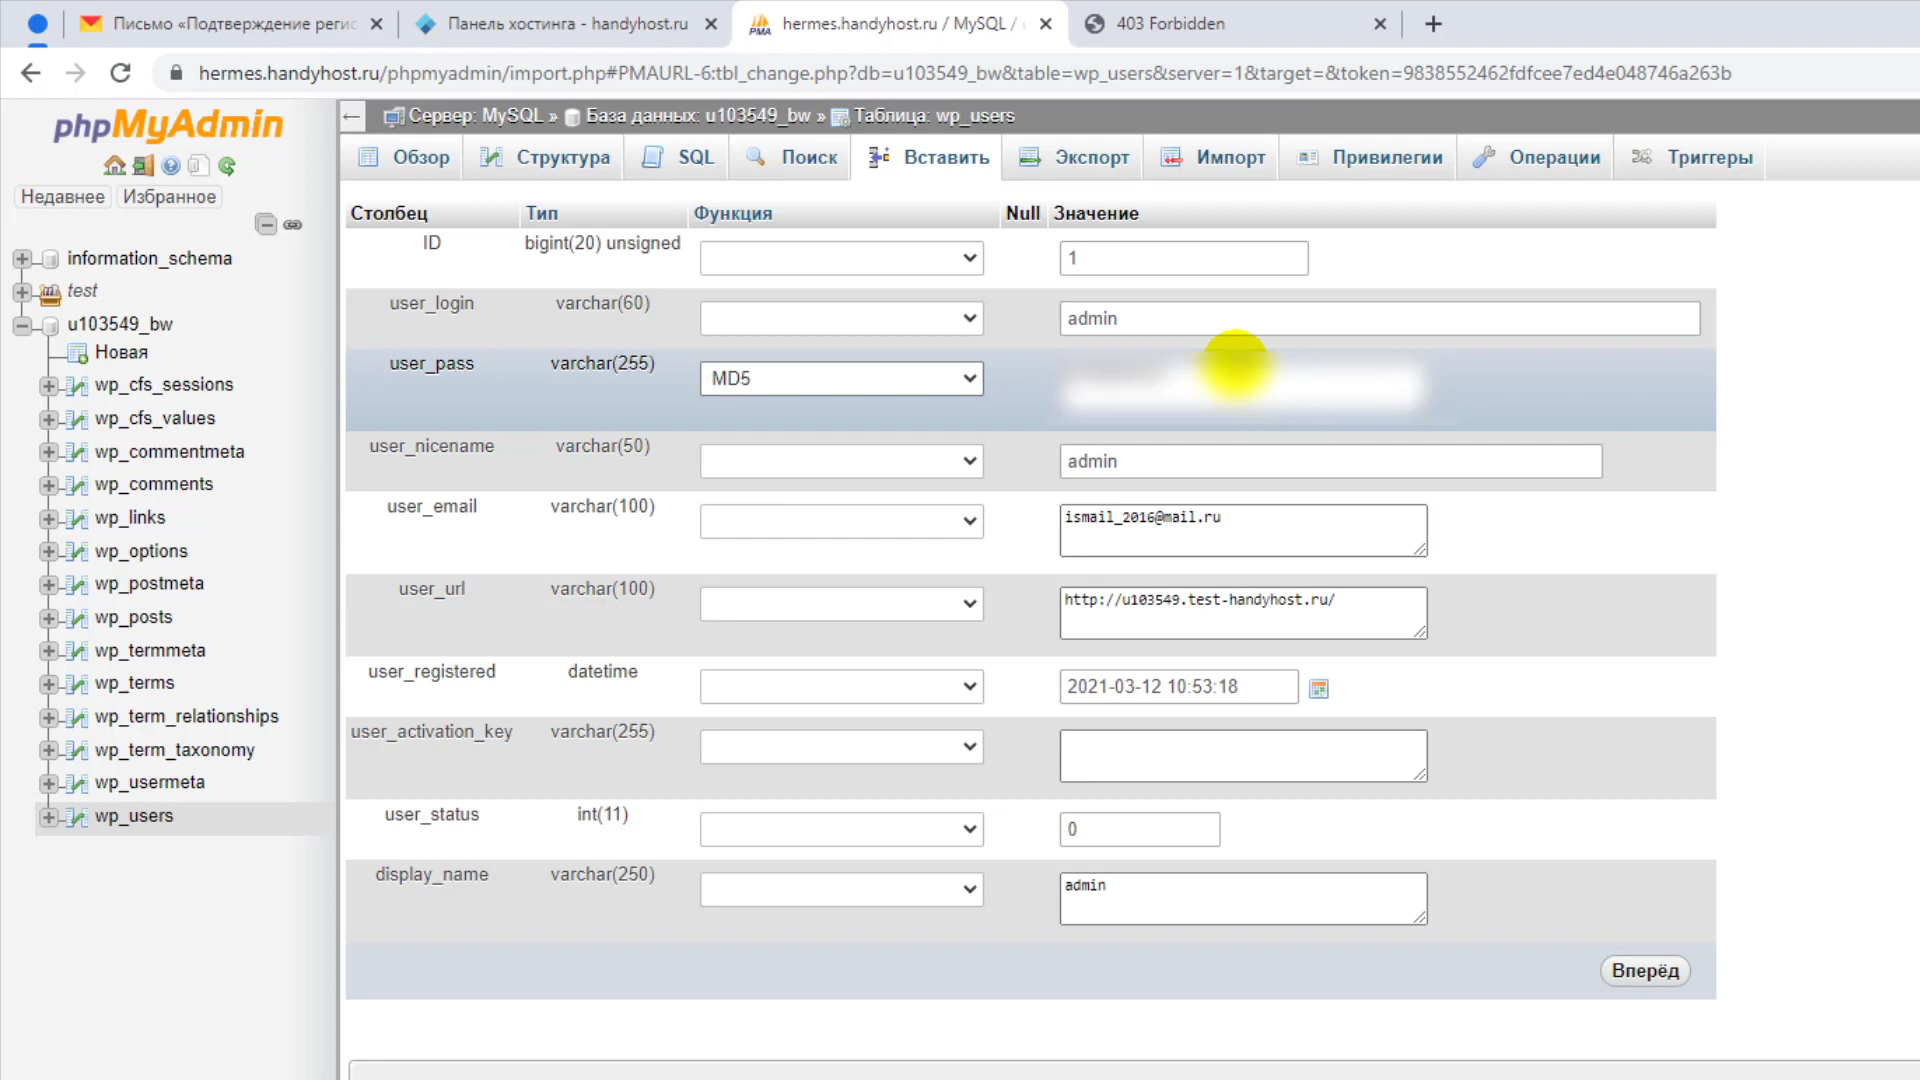 Письмо «Подтверждение регис
Панель хостинга - handyhost.ru
PMA
hermes.handyhost.ru / MySQL /
403 Forbidden
hermes.handyhost.ru/phpmyadmin/import.php#PMAURL-6:tbl_change.php?db=u103549_bw&table=wp_users&server=1&target=&token=9838552462fdfcee7ed4e048746a263b
phpMyAdmin
Недавнее Избранное
information_schema
test
u103549_bw
Новая
wp_cfs_sessions
wp_cfs_values
wp_commentmeta
wp_comments
wp_links
wp_options
wp_postmeta
wp_posts
wp_termmeta
wp_terms
wp_term_relationships
wp_term_taxonomy
wp_usermeta
wp_users
Сервер: MySQL » База данных: u103549_bw » Таблица: wp_users
Обзор Структура SQL Поиск Вставить Экспорт Импорт Привилегии Операции Триггеры
Столбец Тип Функция Null Значение
ID bigint(20) unsigned 1
user_login varchar(60) admin
user_pass varchar(255) MD5
user_nicename varchar(50) admin
user_email varchar(100) ismail_2016@mail.ru
user_url varchar(100) http://u103549.test-handyhost.ru/
user_registered datetime 2021-03-12 10:53:18
user_activation_key varchar(255)
user_status int(11) 0
display_name varchar(250) admin
Вперёд